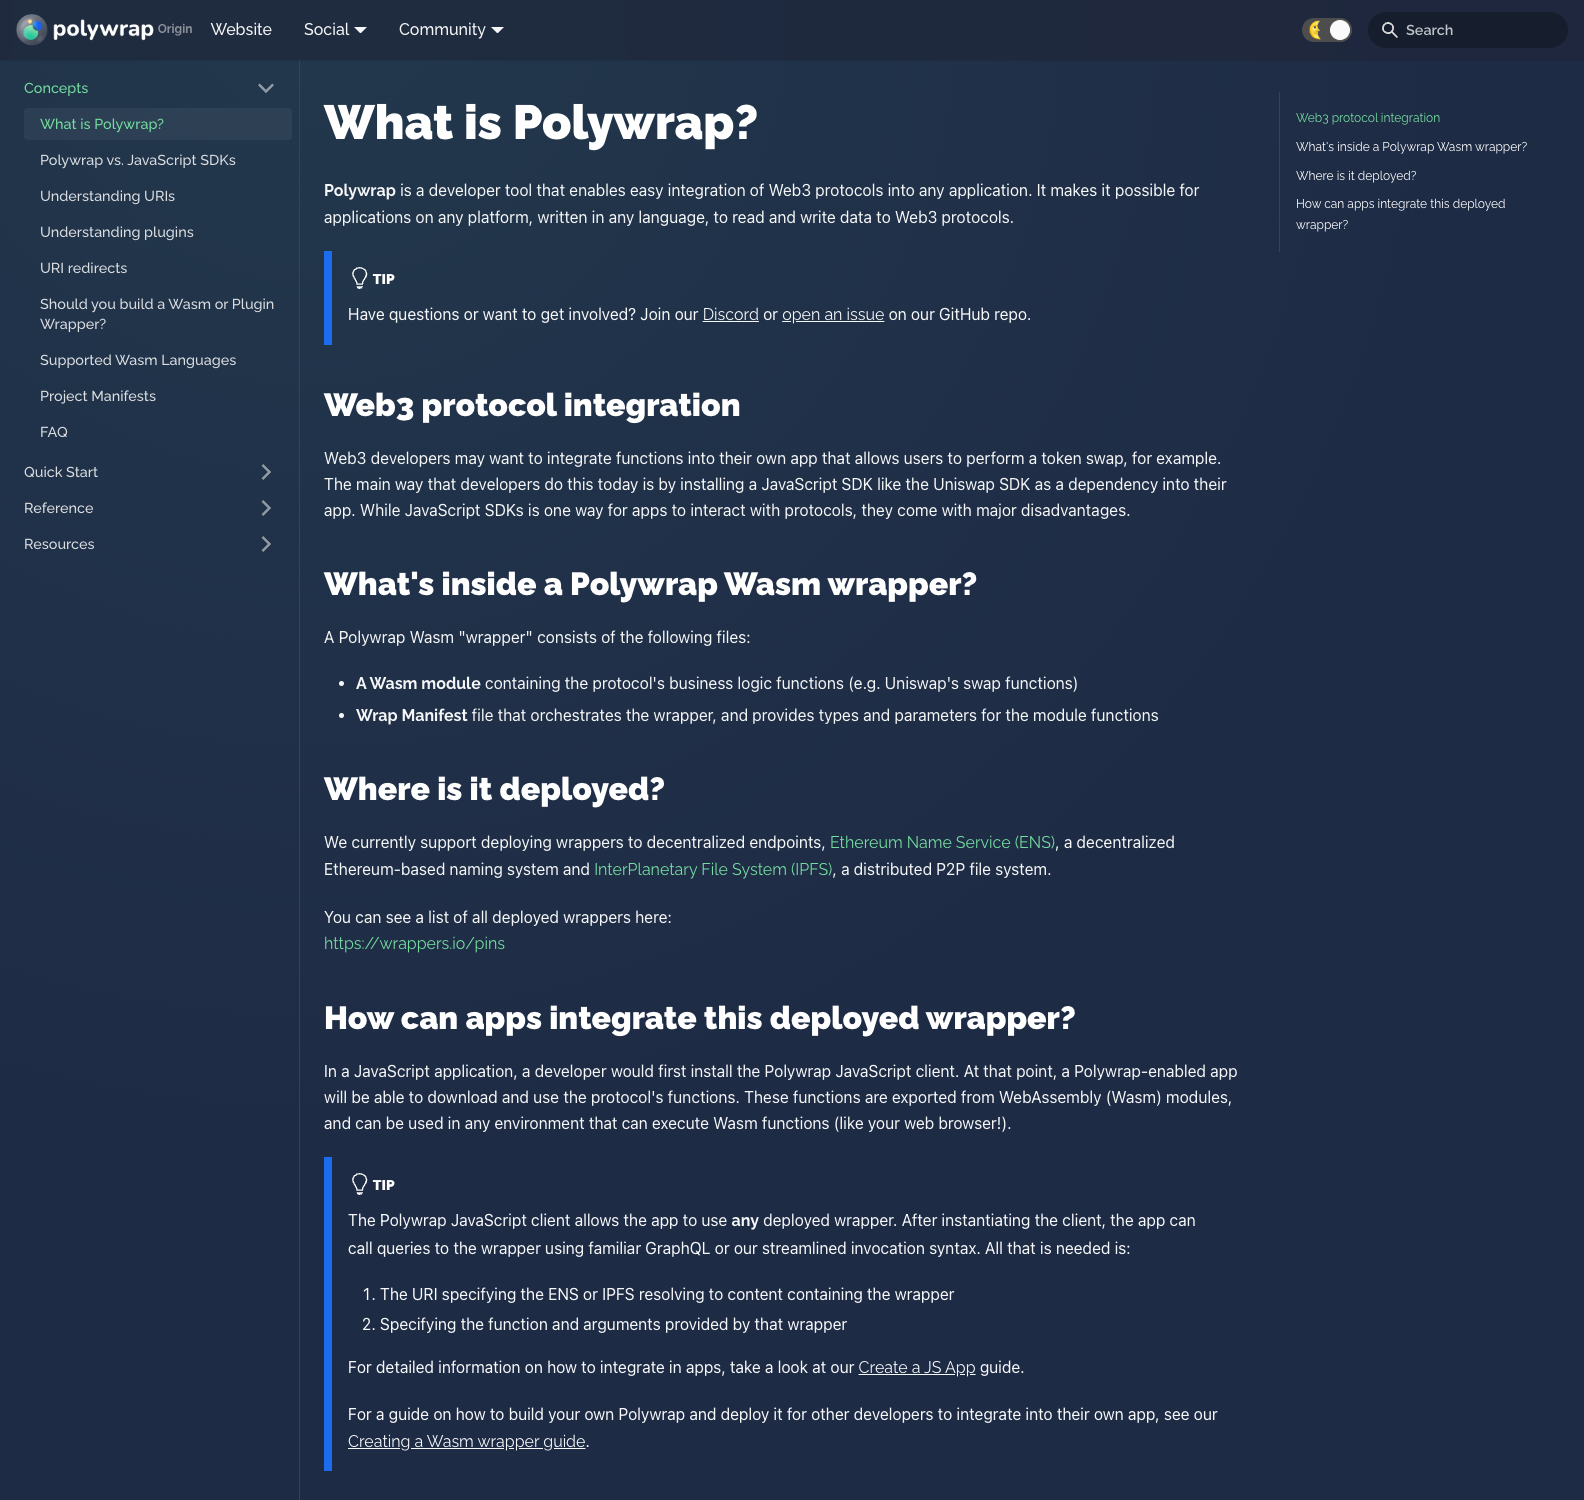 polywrap Origin Website Social Community Search
Concepts
What is Polywrap?
Polywrap vs. JavaScript SDKs
Understanding URIs
Understanding plugins
URI redirects
Should you build a Wasm or Plugin
Wrapper?
Supported Wasm Languages
Project Manifests
FAQ
Quick Start
Reference
Resources
What is Polywrap?
Polywrap is a developer tool that enables easy integration of Web3 protocols into any application. It makes it possible for
applications on any platform, written in any language, to read and write data to Web3 protocols.
TIP
Have questions or want to get involved? Join our Discord or open an issue on our GitHub repo.
Web3 protocol integration
Web3 developers may want to integrate functions into their own app that allows users to perform a token swap, for example.
The main way that developers do this today is by installing a JavaScript SDK like the Uniswap SDK as a dependency into their
app. While JavaScript SDKs is one way for apps to interact with protocols, they come with major disadvantages.
What's inside a Polywrap Wasm wrapper?
A Polywrap Wasm "wrapper" consists of the following files:
• A Wasm module containing the protocol's business logic functions (e.g. Uniswap's swap functions)
• Wrap Manifest file that orchestrates the wrapper, and provides types and parameters for the module functions
Where is it deployed?
We currently support deploying wrappers to decentralized endpoints, Ethereum Name Service (ENS), a decentralized
Ethereum-based naming system and InterPlanetary File System (IPFS), a distributed P2P file system.
You can see a list of all deployed wrappers here:
https://wrappers.io/pins
How can apps integrate this deployed wrapper?
In a JavaScript application, a developer would first install the Polywrap JavaScript client. At that point, a Polywrap-enabled app
will be able to download and use the protocol's functions. These functions are exported from WebAssembly (Wasm) modules,
and can be used in any environment that can execute Wasm functions (like your web browser!).
TIP
The Polywrap JavaScript client allows the app to use any deployed wrapper. After instantiating the client, the app can
call queries to the wrapper using familiar GraphQL or our streamlined invocation syntax. All that is needed is:
1. The URI specifying the ENS or IPFS resolving to content containing the wrapper
2. Specifying the function and arguments provided by that wrapper
For detailed information on how to integrate in apps, take a look at our Create a JS App guide.
For a guide on how to build your own Polywrap and deploy it for other developers to integrate into their own app, see our
Creating a Wasm wrapper guide.
Web3 protocol integration
What's inside a Polywrap Wasm wrapper?
Where is it deployed?
How can apps integrate this deployed
wrapper?